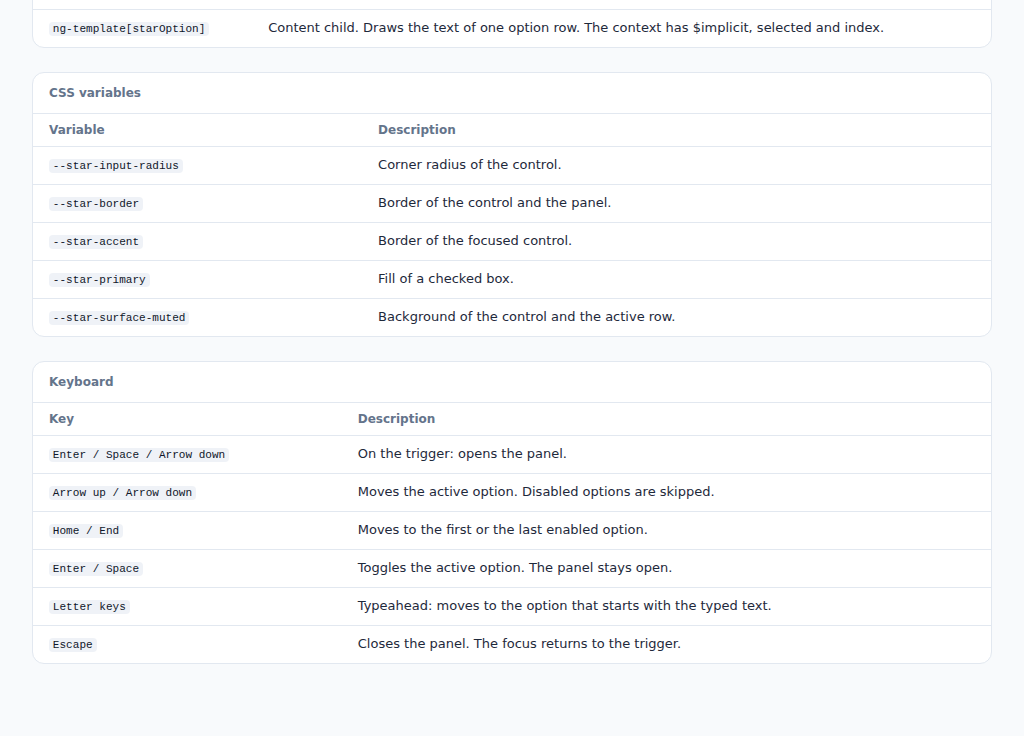 ng-template[starOption] Content child. Draws the text of one option row. The context has $implicit, selected and index.
CSS variables
Variable Description
--star-input-radius Corner radius of the control.
--star-border Border of the control and the panel.
--star-accent Border of the focused control.
--star-primary Fill of a checked box.
--star-surface-muted Background of the control and the active row.
Keyboard
Key Description
Enter / Space / Arrow down On the trigger: opens the panel.
Arrow up / Arrow down Moves the active option. Disabled options are skipped.
Home / End Moves to the first or the last enabled option.
Enter / Space Toggles the active option. The panel stays open.
Letter keys Typeahead: moves to the option that starts with the typed text.
Escape Closes the panel. The focus returns to the trigger.